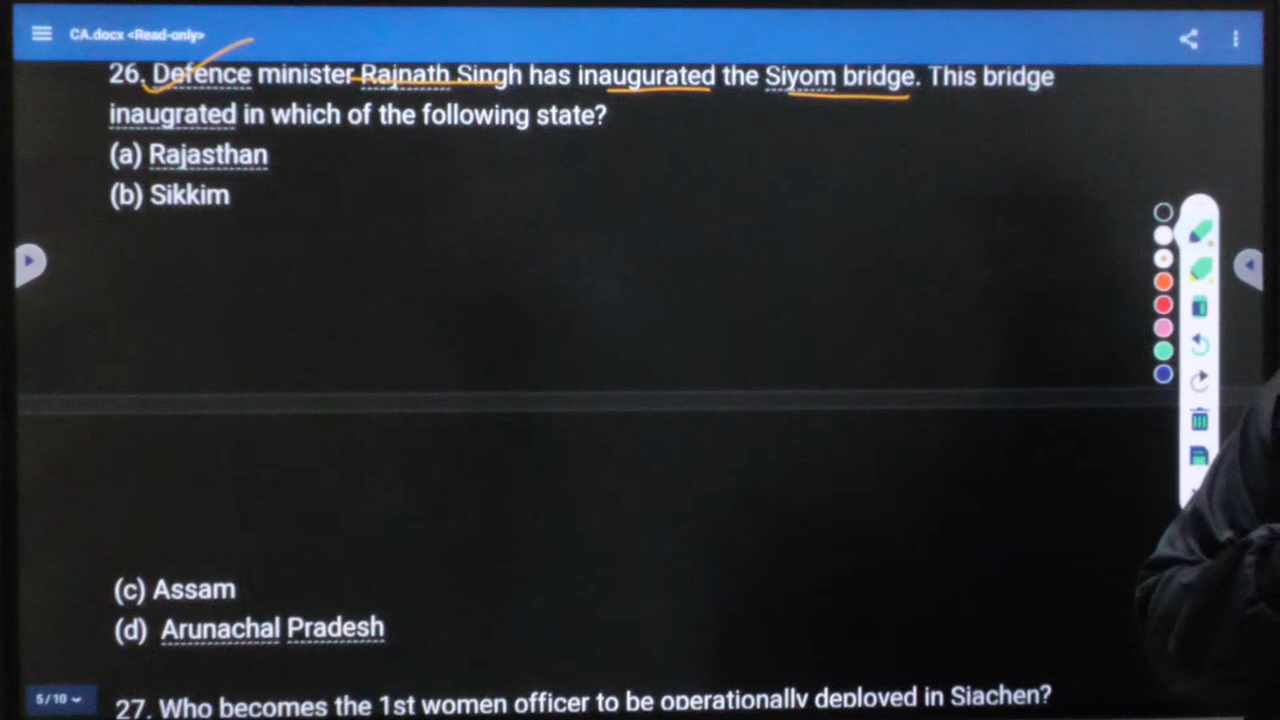 CA.docx <Read-only>
26. Defence minister Rajnath Singh has inaugurated the Siyom bridge. This bridge
inaugrated in which of the following state?
(a) Rajasthan
(b) Sikkim
(c) Assam
(d) Arunachal Pradesh
5/10
27. Who becomes the 1st women officer to be operationally deployed in Siachen?